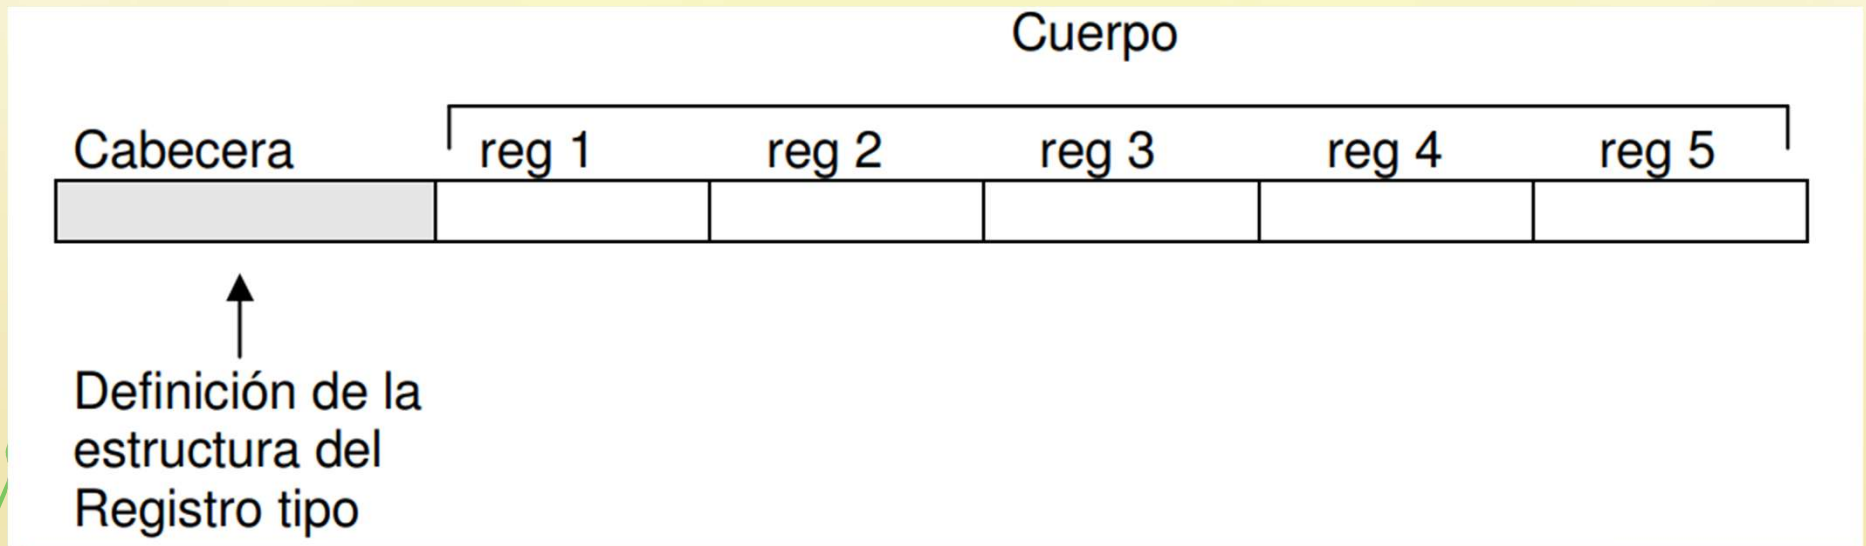 Cuerpo
Cabecera
reg 1
reg 2
reg 3
reg 4
reg 5
Definición de la
estructura del
Registro tipo